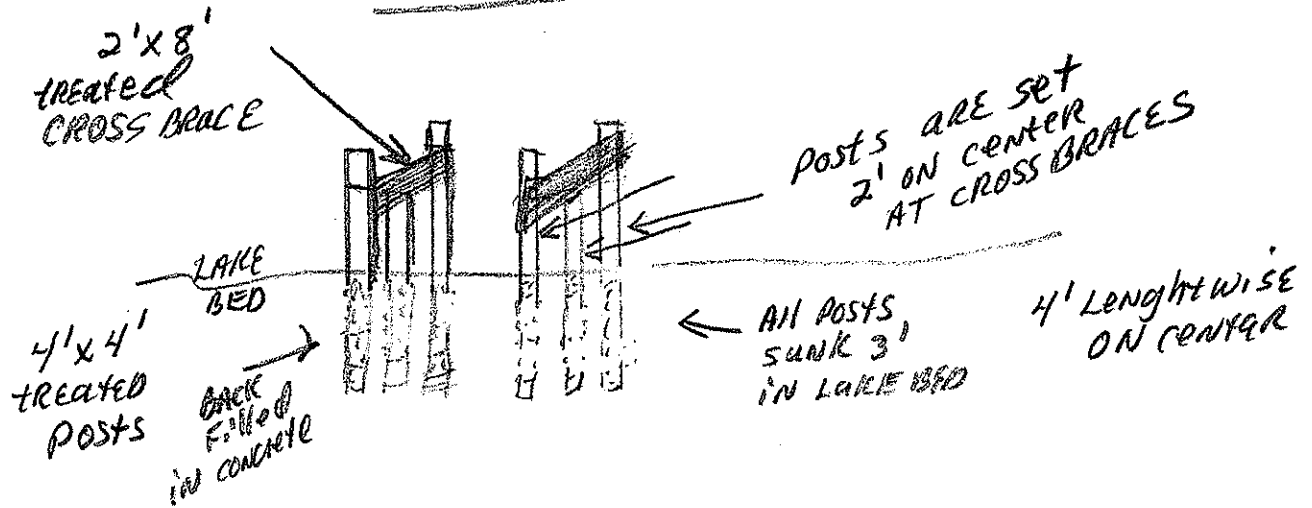 2'x8'
treated
CROSS BRACE
Posts ARE set
2' ON CENTER
AT CROSS BRACES
LAKE
BED
4'x4'
treated
Posts
BACK
Filled
in concrete
All Posts
sunk 3'
in LAKE BED
4' Lenghtwise
ON center